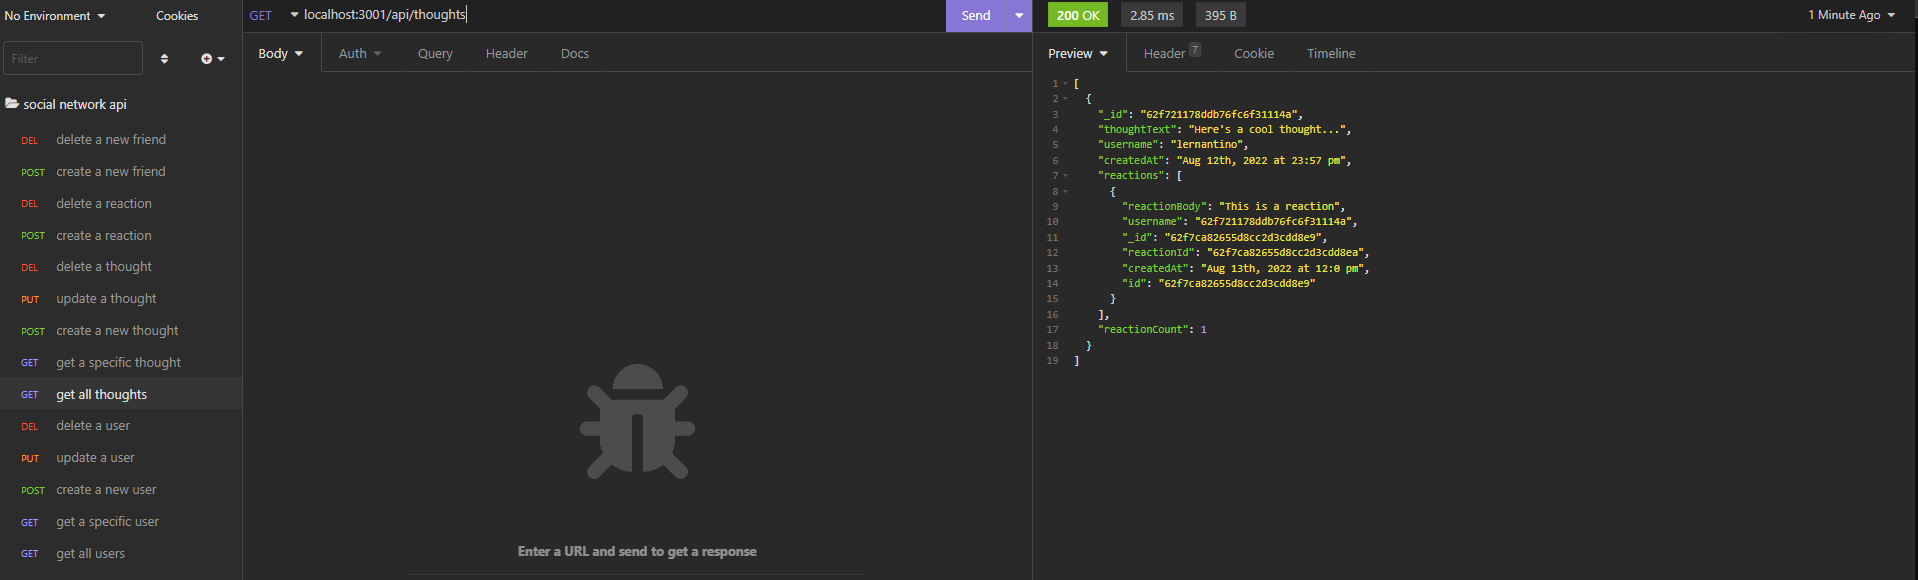 No Environment Cookies
Filter
social network api
DEL delete a new friend
POST create a new friend
DEL delete a reaction
POST create a reaction
DEL delete a thought
PUT update a thought
POST create a new thought
GET get a specific thought
GET get all thoughts
DEL delete a user
PUT update a user
POST create a new user
GET get a specific user
GET get all users
GET localhost:3001/api/thoughts Send
Body Auth Query Header Docs
Enter a URL and send to get a response
200 OK 2.85 ms 395 B 1 Minute Ago
Preview Header 7 Cookie Timeline
1 [
2 {
3 "_id": "62f721178ddb76fc6f31114a",
4 "thoughtText": "Here's a cool thought...",
5 "username": "lernantino",
6 "createdAt": "Aug 12th, 2022 at 23:57 pm",
7 "reactions": [
8 {
9 "reactionBody": "This is a reaction",
10 "username": "62f721178ddb76fc6f31114a",
11 "_id": "62f7ca82655d8cc2d3cdd8e9",
12 "reactionId": "62f7ca82655d8cc2d3cdd8ea",
13 "createdAt": "Aug 13th, 2022 at 12:0 pm",
14 "id": "62f7ca82655d8cc2d3cdd8e9"
15 }
16 ],
17 "reactionCount": 1
18 }
19 ]